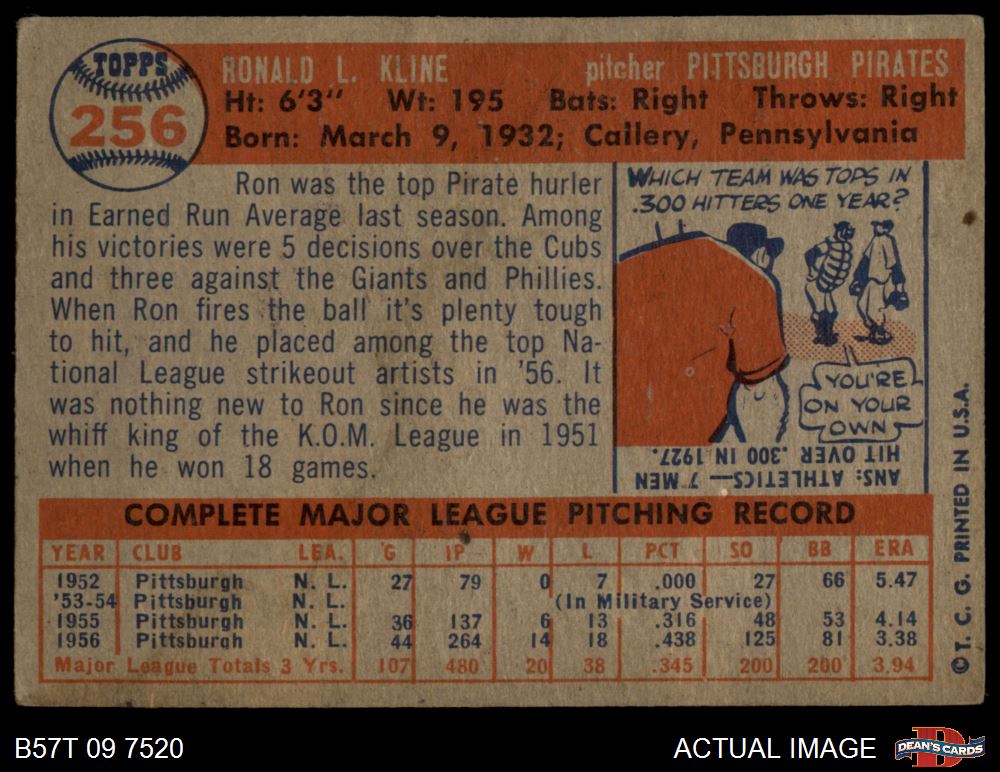 TOPPS
256
RONALD L. KLINE pitcher PITTSBURGH PIRATES
Ht: 6'3" Wt: 195 Bats: Right Throws: Right
Born: March 9, 1932; Callery, Pennsylvania
Ron was the top Pirate hurler
in Earned Run Average last season. Among
his victories were 5 decisions over the Cubs
and three against the Giants and Phillies.
When Ron fires the ball it's plenty tough
to hit, and he placed among the top Na-
tional League strikeout artists in '56. It
was nothing new to Ron since he was the
whiff king of the K.O.M. League in 1951
when he won 18 games.
WHICH TEAM WAS TOPS IN
.300 HITTERS ONE YEAR?
YOU'RE
ON YOUR
OWN
ANS: ATHLETICS—7 MEN
HIT OVER .300 IN 1927.
COMPLETE MAJOR LEAGUE PITCHING RECORD
YEAR CLUB LEA. G IP W L PCT SO BB ERA
1952 Pittsburgh N. L. 27 79 0 7 .000 27 66 5.47
'53-54 Pittsburgh N. L. (In Military Service)
1955 Pittsburgh N. L. 36 137 6 13 .316 48 53 4.14
1956 Pittsburgh N. L. 44 264 14 18 .438 125 81 3.38
Major League Totals 3 Yrs. 107 480 20 38 .345 200 200 3.94
©T. C. G. PRINTED IN U.S.A.
B57T 09 7520
ACTUAL IMAGE
D
DEAN'S CARDS